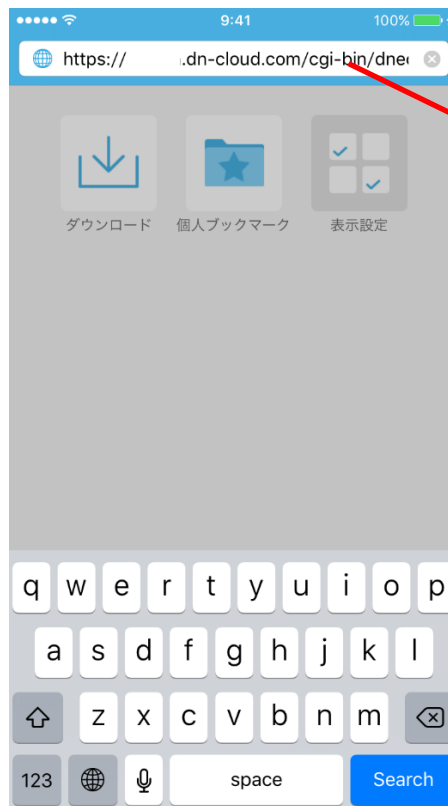 9:41 100%
https:// .dn-cloud.com/cgi-bin/dne
ダウンロード 個人ブックマーク 表示設定
q w e r t y u i o p
a s d f g h j k l
z x c v b n m
123 space Search